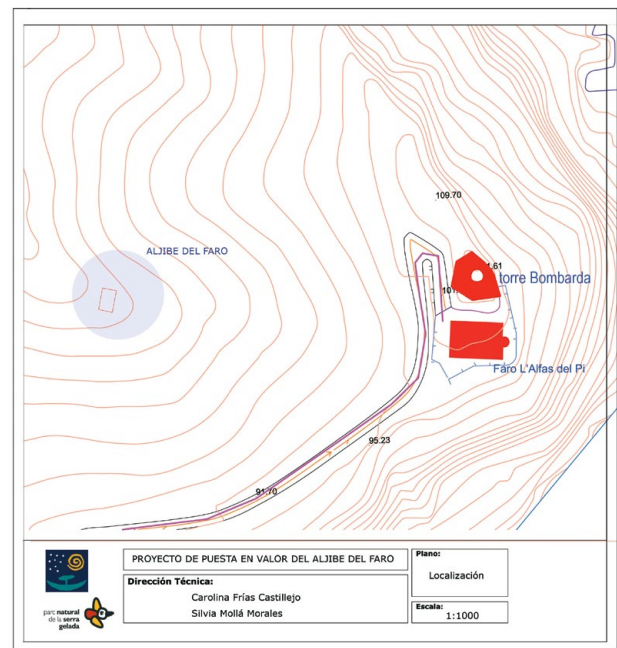 109.70
ALJIBE DEL FARO
torre Bombarda
Faro L'Alfas del Pi
95.23
91.70
PROYECTO DE PUESTA EN VALOR DEL ALJIBE DEL FARO
Dirección Técnica:
Carolina Frías Castillejo
Silvia Mollá Morales
Plano:
Localización
Escala:
1:1000
parc natural
de la serra
gelada